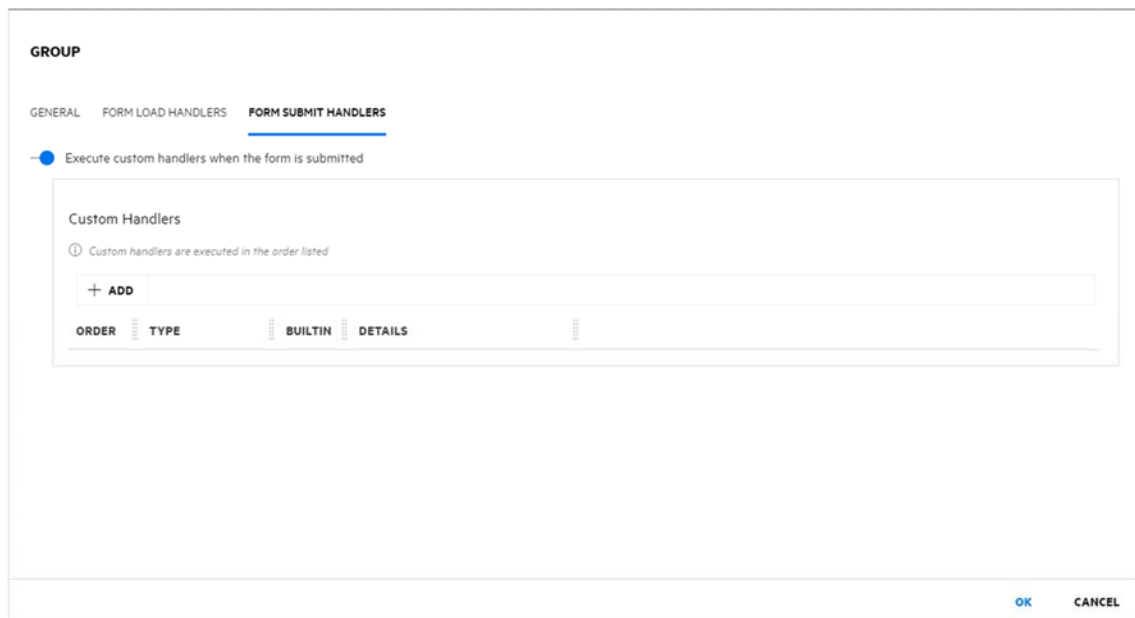 GROUP
GENERAL FORM LOAD HANDLERS FORM SUBMIT HANDLERS
Execute custom handlers when the form is submitted
Custom Handlers
Custom handlers are executed in the order listed
+ ADD
ORDER TYPE BUILTIN DETAILS
OK CANCEL